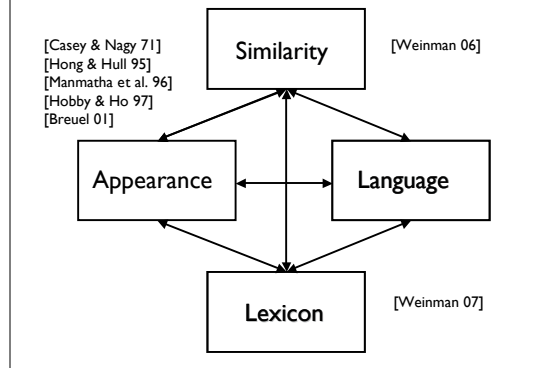 [Casey & Nagy 71]
[Hong & Hull 95]
[Manmatha et al. 96]
[Hobby & Ho 97]
[Breuel 01]
Similarity
[Weinman 06]
Appearance
Language
Lexicon
[Weinman 07]